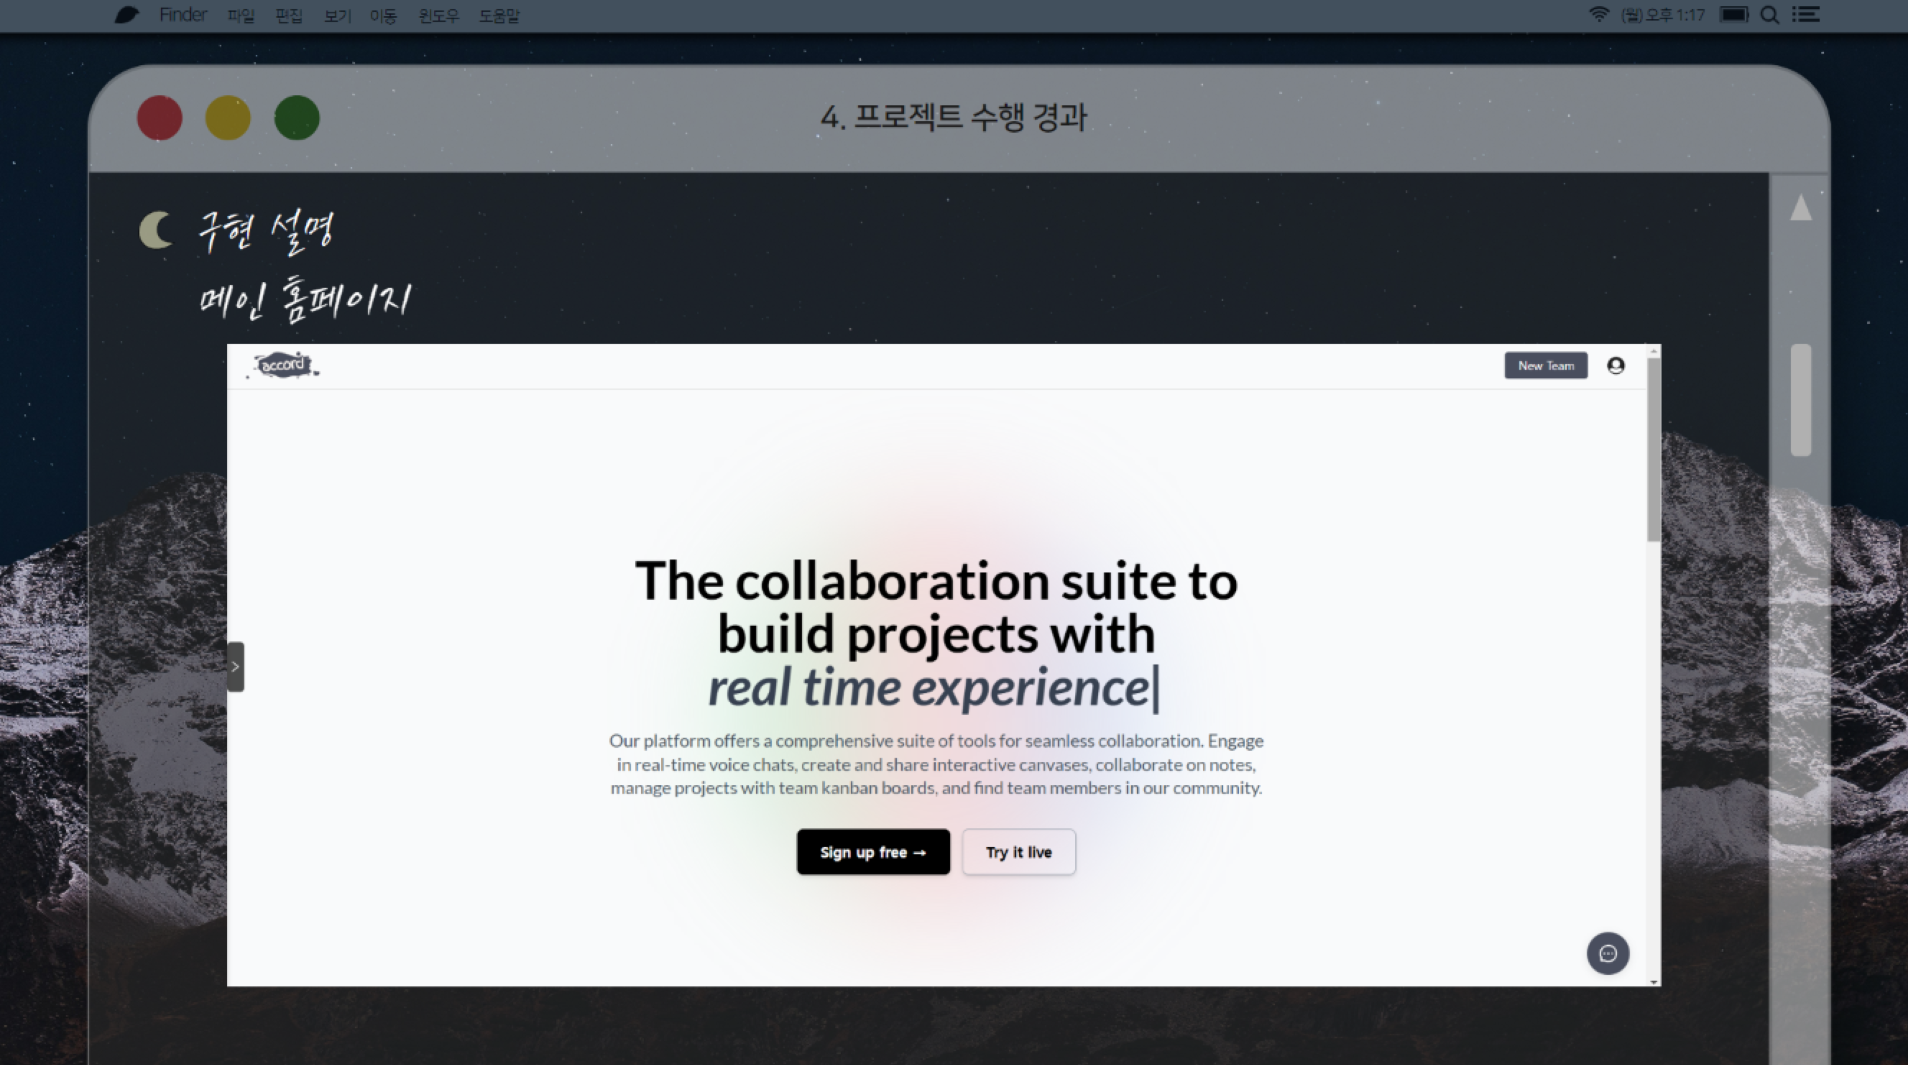 Finder 파일 편집 보기 이동 윈도우 도움말
(월) 오후 1:17
4. 프로젝트 수행 경과
구현 설명
메인 홈페이지
accord
New Team
The collaboration suite to
build projects with
real time experience|
Our platform offers a comprehensive suite of tools for seamless collaboration. Engage
in real-time voice chats, create and share interactive canvases, collaborate on notes,
manage projects with team kanban boards, and find team members in our community.
Sign up free →
Try it live